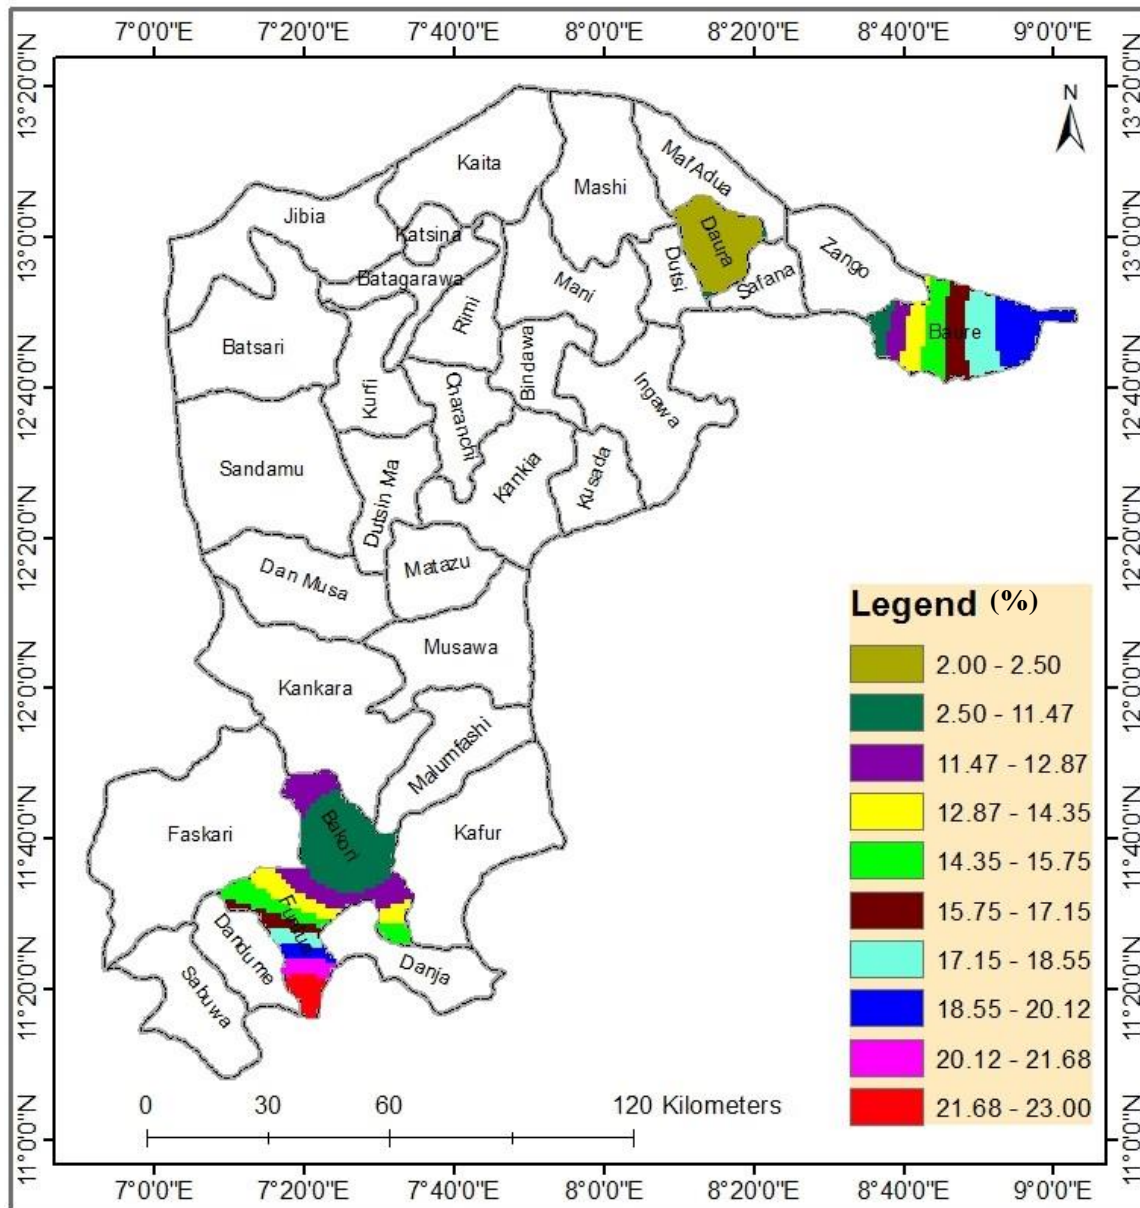 7°0'0"E 7°20'0"E 7°40'0"E 8°0'0"E 8°20'0"E 8°40'0"E 9°0'0"E
13°20'0"N
13°20'0"N
N
Kaita
Mashi
Mai'Adua
Jibia
Katsina
Daura
13°0'0"N
13°0'0"N
Batagarawa
Dutsi
Safana
Zango
Mani
Rimi
Baure
Batsari
Bindawa
12°40'0"N
12°40'0"N
Kurfi
Charanchi
Ingawa
Sandamu
Dutsin Ma
Kankia
Kusada
12°20'0"N
12°20'0"N
Dan Musa
Matazu
Musawa
Kankara
12°0'0"N
12°0'0"N
Malumfashi
Faskari
Bakori
Kafur
11°40'0"N
11°40'0"N
Dandume
Danja
Sabuwa
11°20'0"N
11°20'0"N
Legend (%)
2.00 - 2.50
2.50 - 11.47
11.47 - 12.87
12.87 - 14.35
14.35 - 15.75
15.75 - 17.15
17.15 - 18.55
18.55 - 20.12
20.12 - 21.68
21.68 - 23.00
0 30 60 120 Kilometers
11°0'0"N
11°0'0"N
7°0'0"E 7°20'0"E 7°40'0"E 8°0'0"E 8°20'0"E 8°40'0"E 9°0'0"E